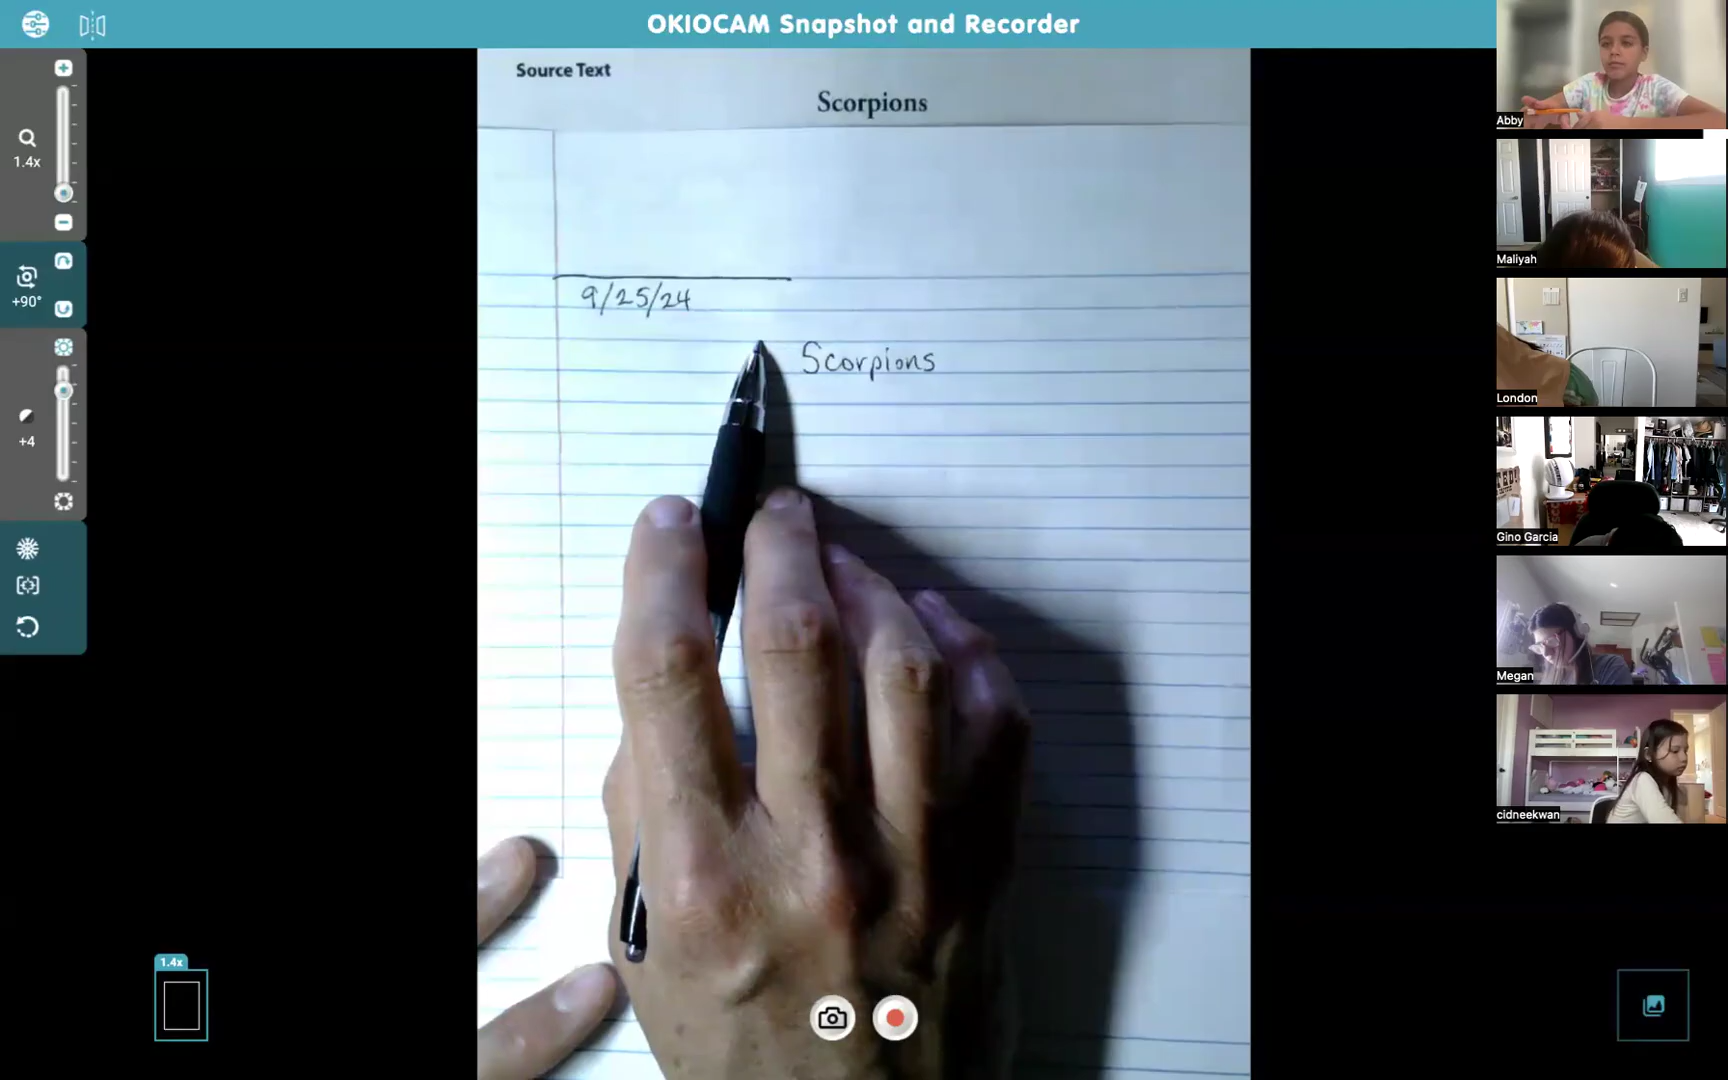 OKIOCAM Snapshot and Recorder
Source Text
Scorpions
9/25/24
Scorpions
1.4x
+90°
+4
1.4x
Abby
Maliyah
London
Gino Garcia
Megan
cidneekwan